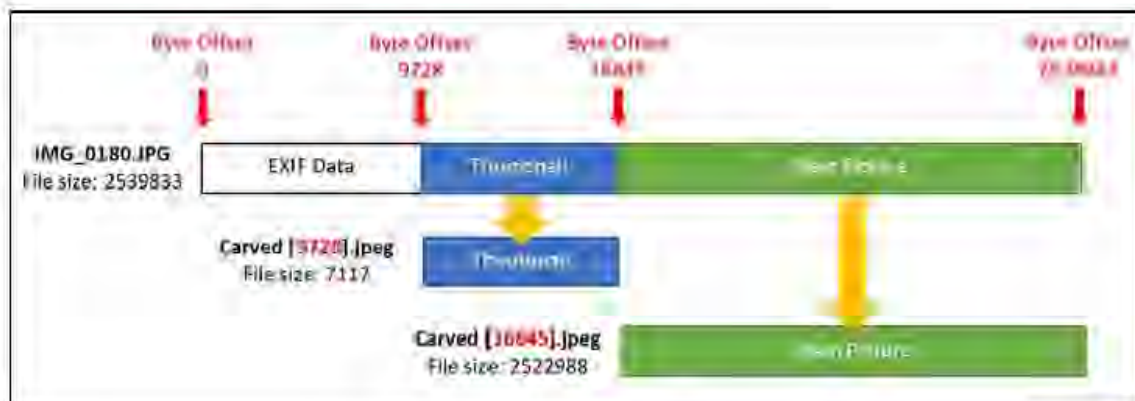 Byte Offset
0
Byte Offset
9728
Byte Offset
16845
Byte Offset
IMG_0180.JPG
File size: 2539833
EXIF Data
Thumbnail
Main Picture
Carved [9728].jpeg
File size: 7117
Thumbnail
Carved [16845].jpeg
File size: 2522988
Main Picture